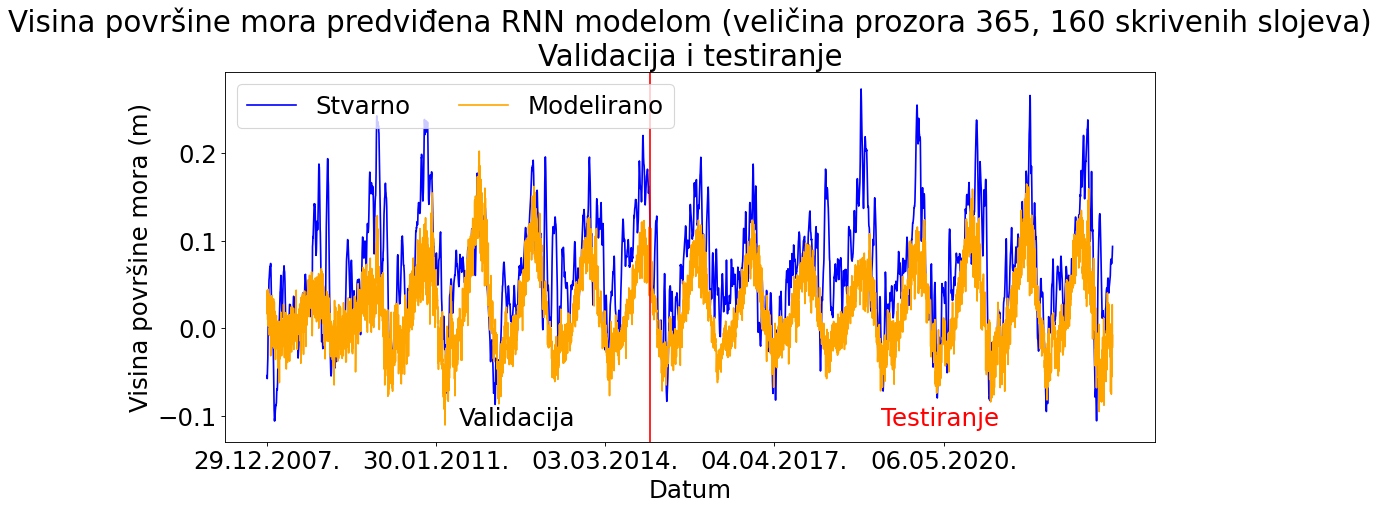 Visina površine mora predviđena RNN modelom (veličina prozora 365, 160 skrivenih slojeva)
Validacija i testiranje
Stvarno
Modelirano
Visina površine mora (m)
0.2
0.1
0.0
−0.1
Validacija
Testiranje
29.12.2007.
30.01.2011.
03.03.2014.
04.04.2017.
06.05.2020.
Datum